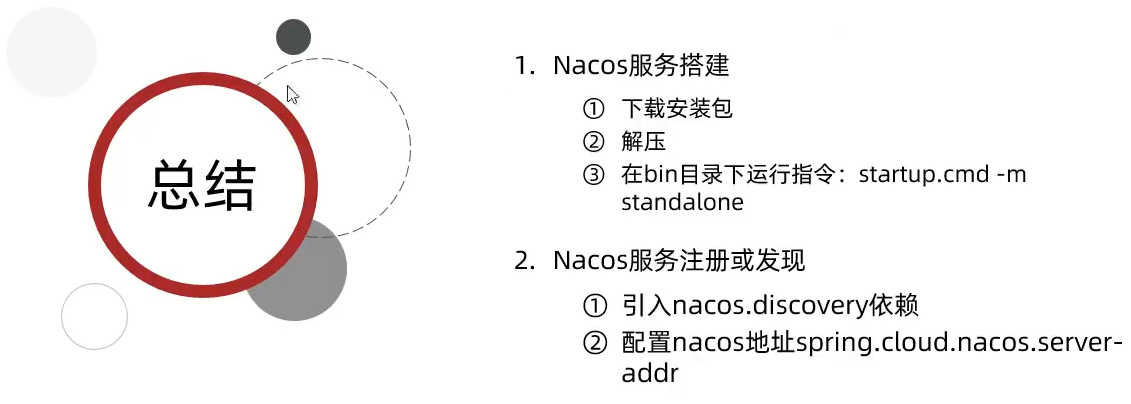 总结
1. Nacos服务搭建
① 下载安装包
② 解压
③ 在bin目录下运行指令：startup.cmd -m
standalone
2. Nacos服务注册或发现
① 引入nacos.discovery依赖
② 配置nacos地址spring.cloud.nacos.server-
addr